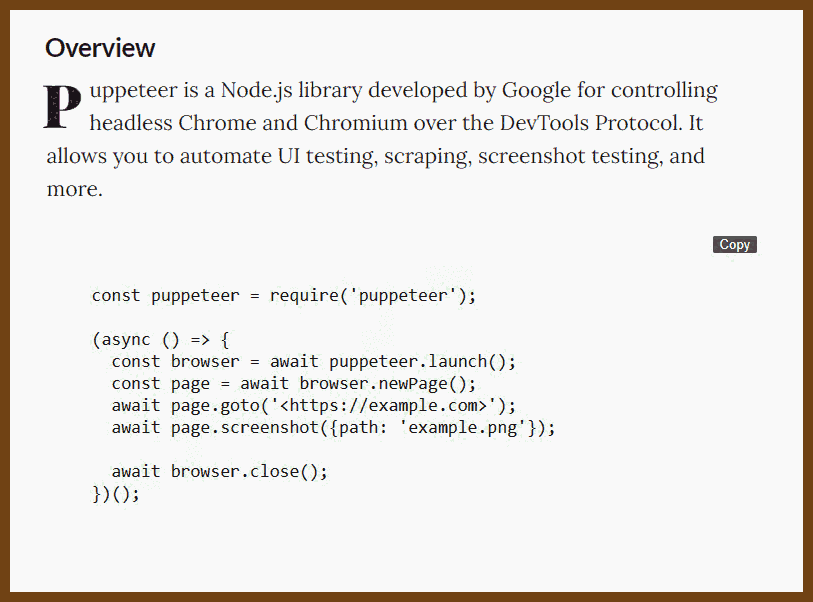 Overview
Puppeteer is a Node.js library developed by Google for controlling
headless Chrome and Chromium over the DevTools Protocol. It
allows you to automate UI testing, scraping, screenshot testing, and
more.
Copy
const puppeteer = require('puppeteer');
(async () => {
  const browser = await puppeteer.launch();
  const page = await browser.newPage();
  await page.goto('<https://example.com>');
  await page.screenshot({path: 'example.png'});
  await browser.close();
})();